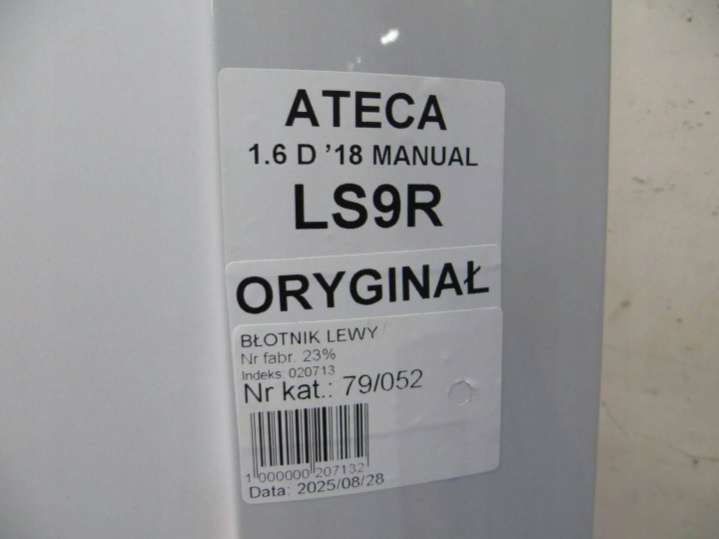 ATECA
1.6 D '18 MANUAL
LS9R
ORYGINAŁ
BŁOTNIK LEWY
Nr fabr. 23%
Indeks: 020713
Nr kat.: 79/052
1 000000 207132
Data: 2025/08/28